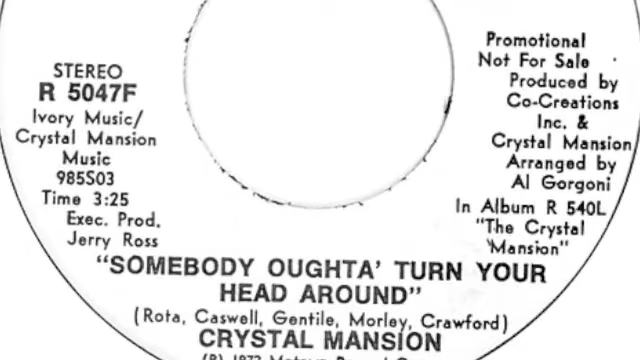 STEREO
R 5047F
Ivory Music/
Crystal Mansion
Music
985S03
Time 3:25
Exec. Prod.
Jerry Ross
Promotional
Not For Sale
Produced by
Co-Creations
Inc. &
Crystal Mansion
Arranged by
Al Gorgoni
In Album R 540L
"The Crystal
Mansion"
"SOMEBODY OUGHTA' TURN YOUR
HEAD AROUND"
(Rota, Caswell, Gentile, Morley, Crawford)
CRYSTAL MANSION